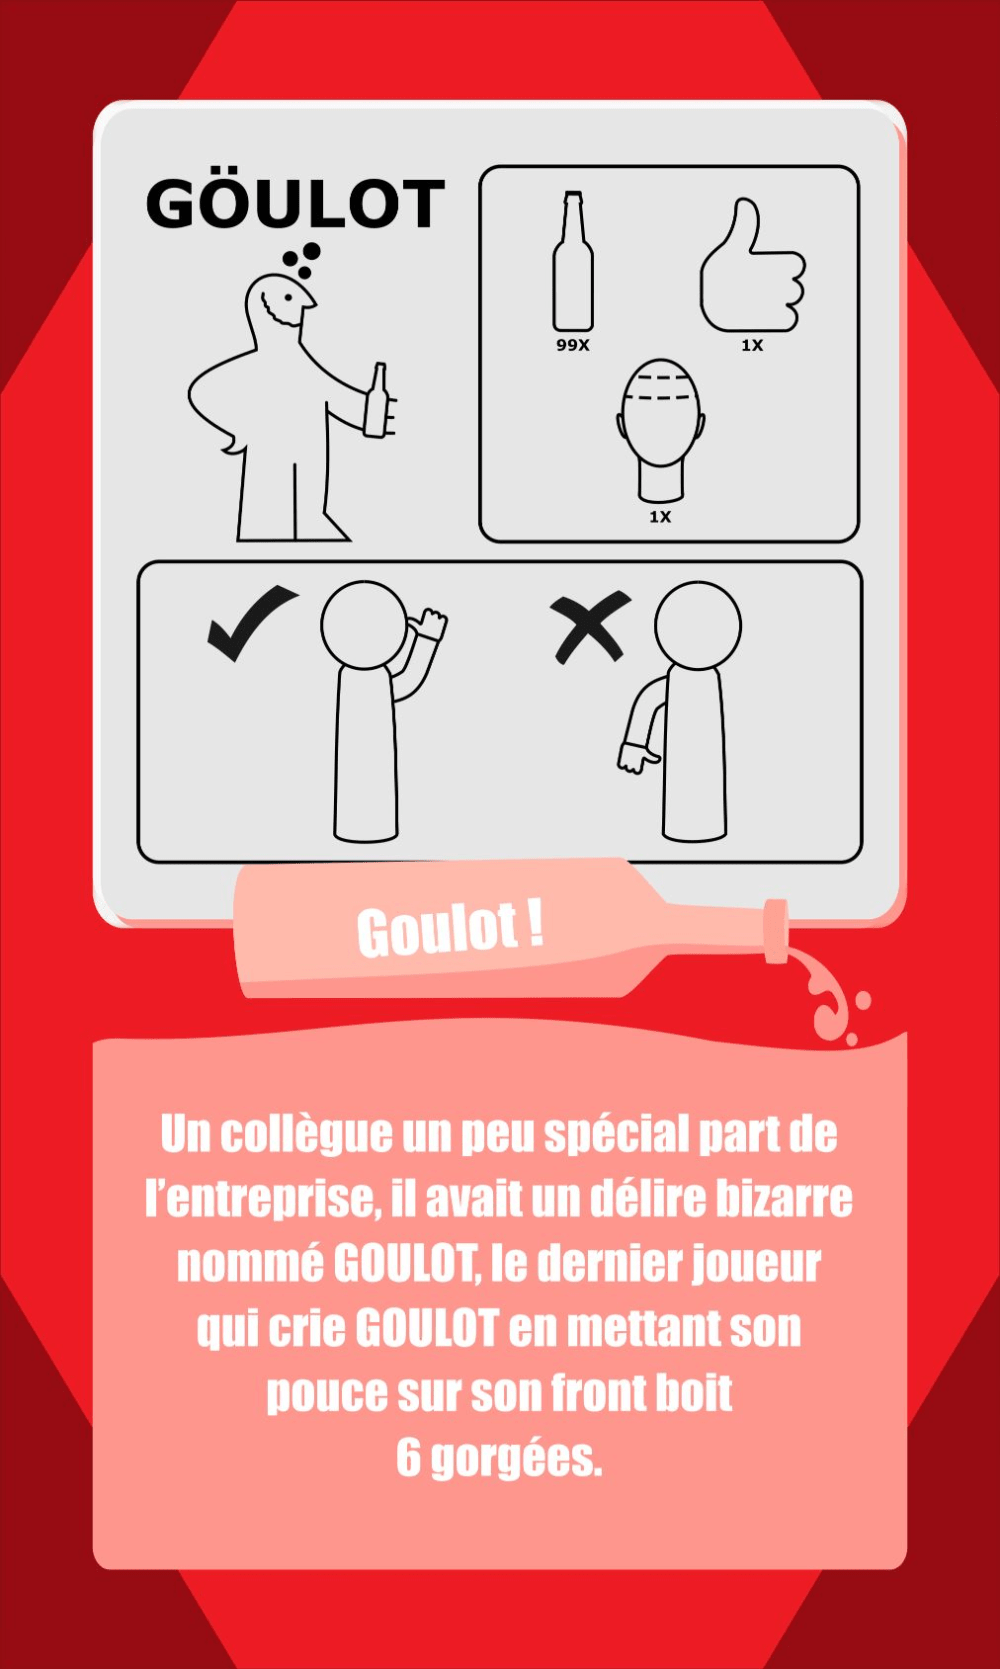 GÖULOT
99X
1X
1X
Goulot !
Un collègue un peu spécial part de
l’entreprise, il avait un délire bizarre
nommé GOULOT, le dernier joueur
qui crie GOULOT en mettant son
pouce sur son front boit
6 gorgées.